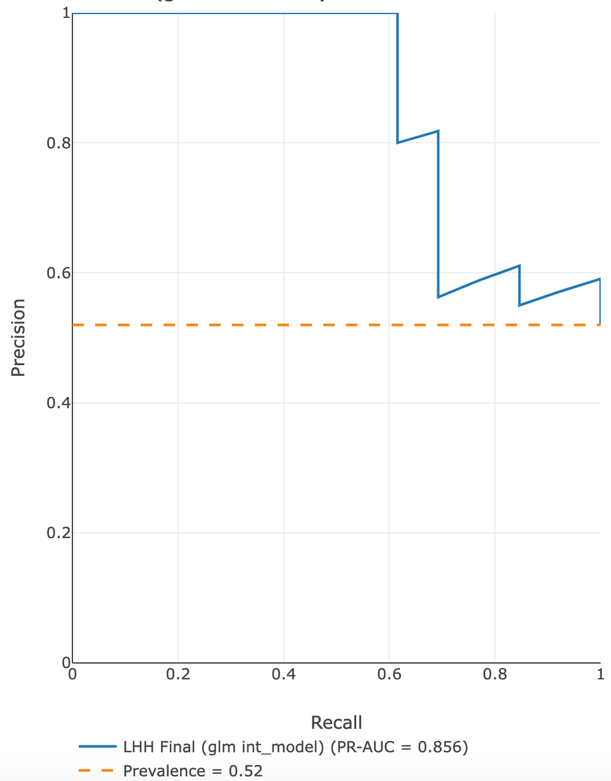 1
0.8
0.6
0.4
0.2
0
Precision
0 0.2 0.4 0.6 0.8 1
Recall
LHH Final (glm int_model) (PR-AUC = 0.856)
Prevalence = 0.52